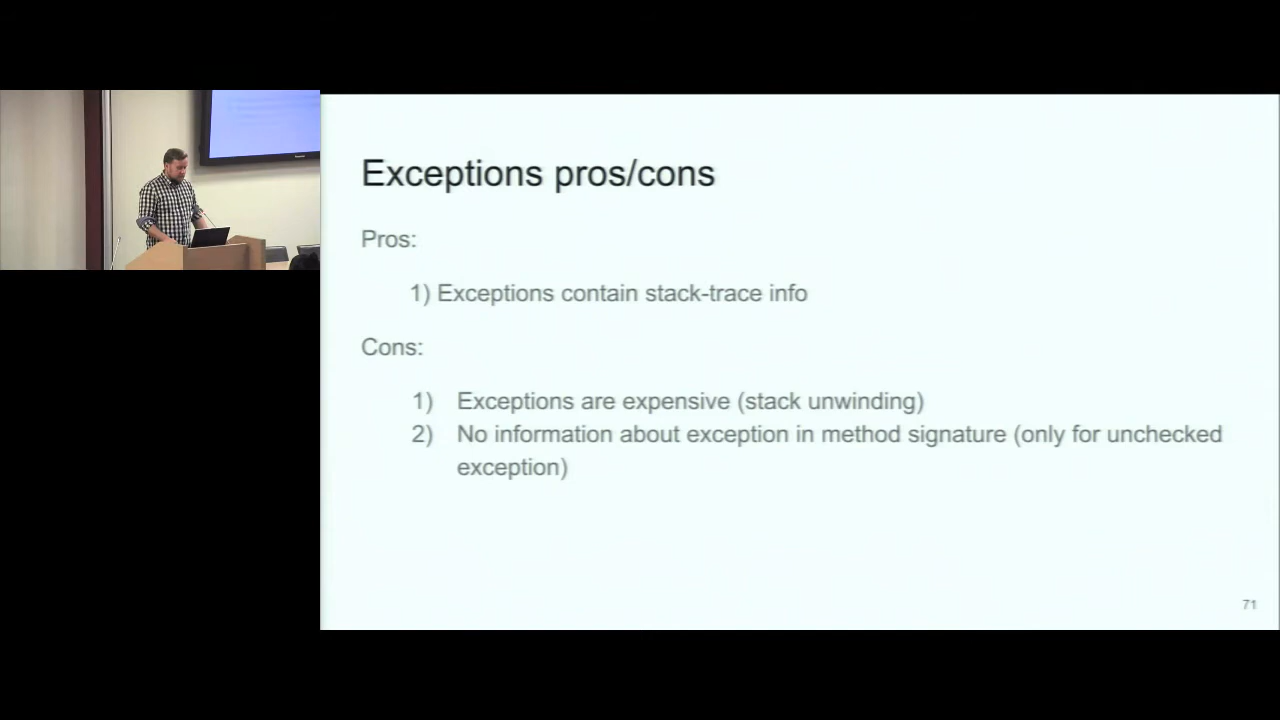 Exceptions pros/cons
Pros:
1) Exceptions contain stack-trace info
Cons:
1) Exceptions are expensive (stack unwinding)
2) No information about exception in method signature (only for unchecked
exception)
71